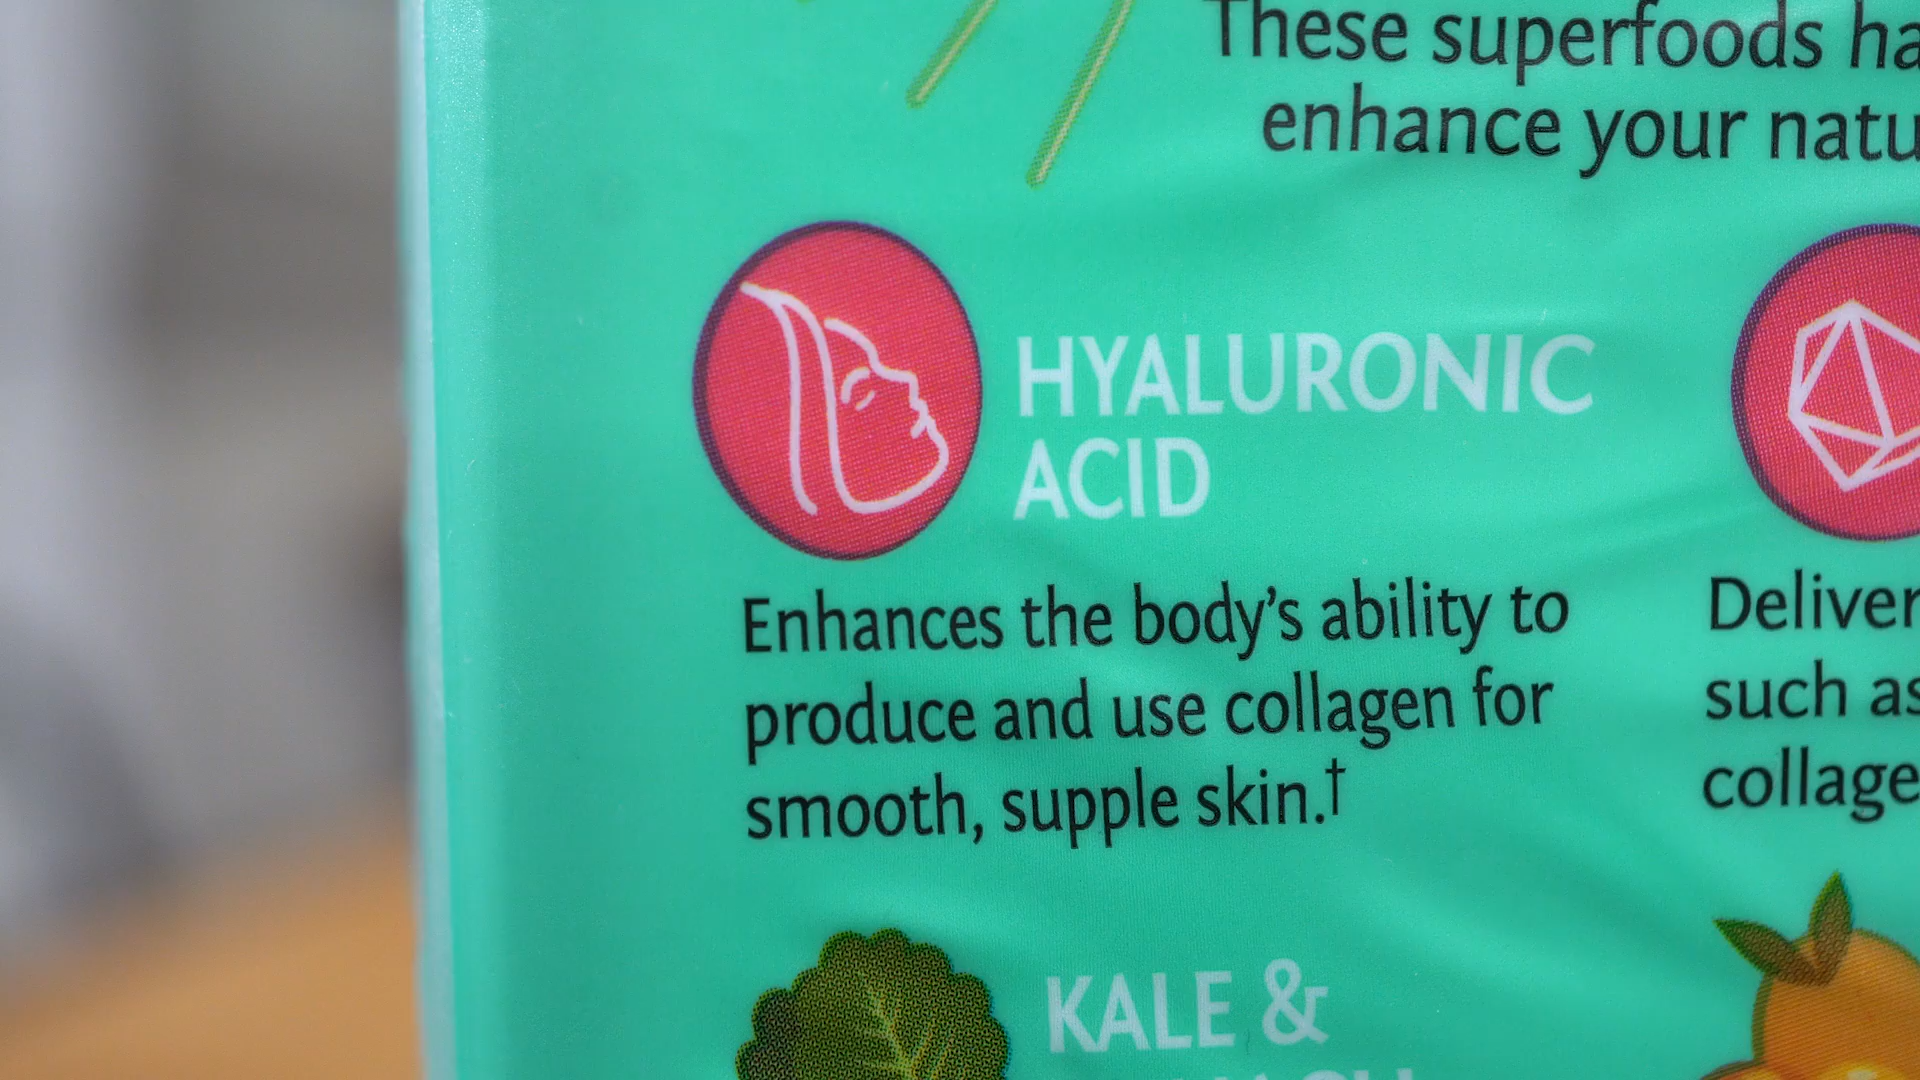 These superfoods ha
enhance your natu
HYALURONIC
ACID
Enhances the body's ability to
produce and use collagen for
smooth, supple skin.†
Deliver
such as
collage
KALE &